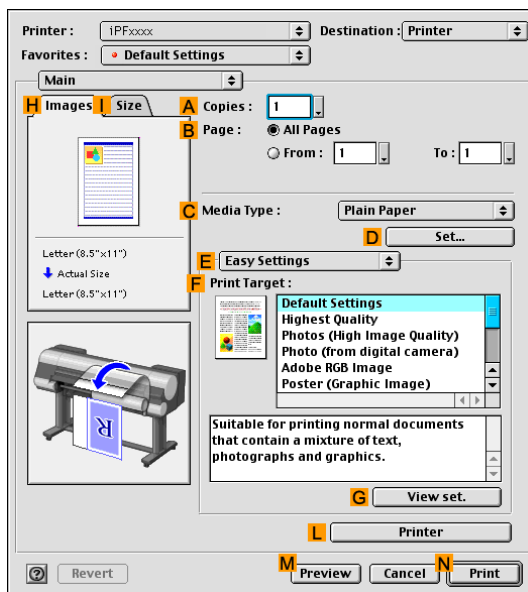 Printer : iPFxxxx Destination : Printer
Favorites : Default Settings
Main
H Images I Size
A Copies : 1
B Page : All Pages
From : 1 To : 1
C Media Type : Plain Paper
D Set...
Letter (8.5"x11")
Actual Size
Letter (8.5"x11")
E Easy Settings
F Print Target :
Default Settings
Highest Quality
Photos (High Image Quality)
Photo (from digital camera)
Adobe RGB Image
Poster (Graphic Image)
R
Suitable for printing normal documents
that contain a mixture of text,
photographs and graphics.
G View set.
L Printer
? Revert M Preview Cancel N Print